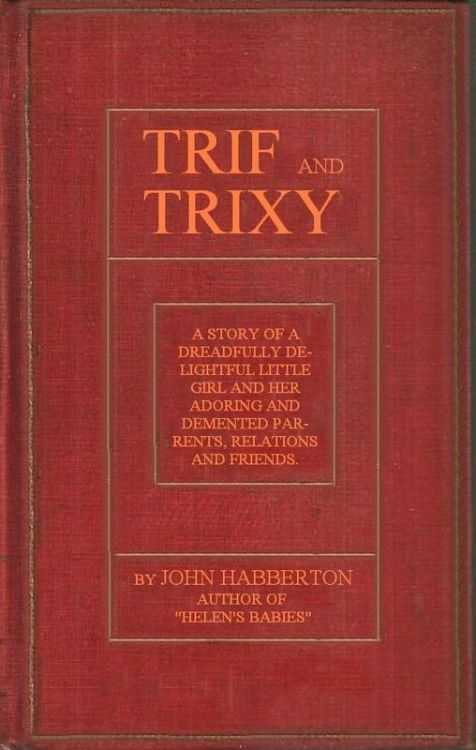 TRIF AND
TRIXY
A STORY OF A
DREADFULLY DE-
LIGHTFUL LITTLE
GIRL AND HER
ADORING AND
DEMENTED PAR-
RENTS, RELATIONS
AND FRIENDS.
BY JOHN HABBERTON
AUTHOR OF
"HELEN'S BABIES"